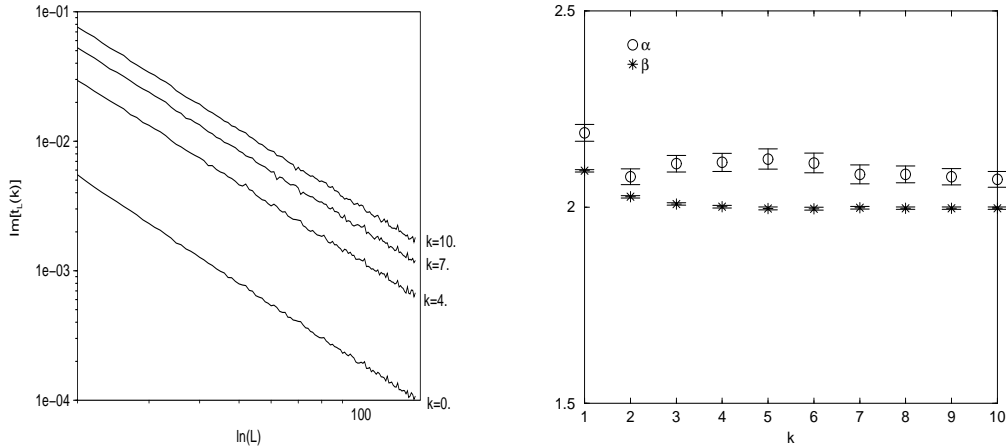 1e−01
1e−02
1e−03
1e−04
Im[t_L(k)]
k=10.
k=7.
k=4.
k=0.
100
ln(L)
2.5
2
1.5
α
β
1 2 3 4 5 6 7 8 9 10
k